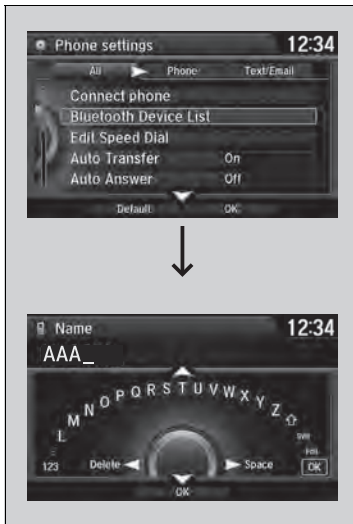 Phone settings 12:34
All Phone Text/Email
Connect phone
Bluetooth Device List
Edit Speed Dial
Auto Transfer On
Auto Answer Off
Default OK
Name 12:34
AAA_
L M N O P Q R S T U V W X Y Z
123 Delete Space OK
OK